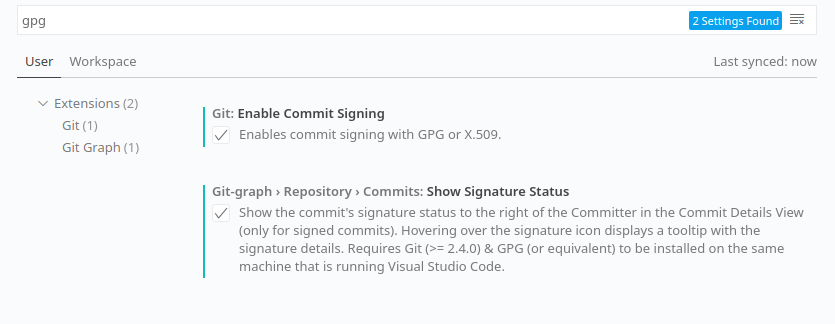 gpg
2 Settings Found
User
Workspace
Last synced: now
Extensions (2)
Git (1)
Git Graph (1)
Git: Enable Commit Signing
Enables commit signing with GPG or X.509.
Git-graph › Repository › Commits: Show Signature Status
Show the commit's signature status to the right of the Committer in the Commit Details View
(only for signed commits). Hovering over the signature icon displays a tooltip with the
signature details. Requires Git (>= 2.4.0) & GPG (or equivalent) to be installed on the same
machine that is running Visual Studio Code.